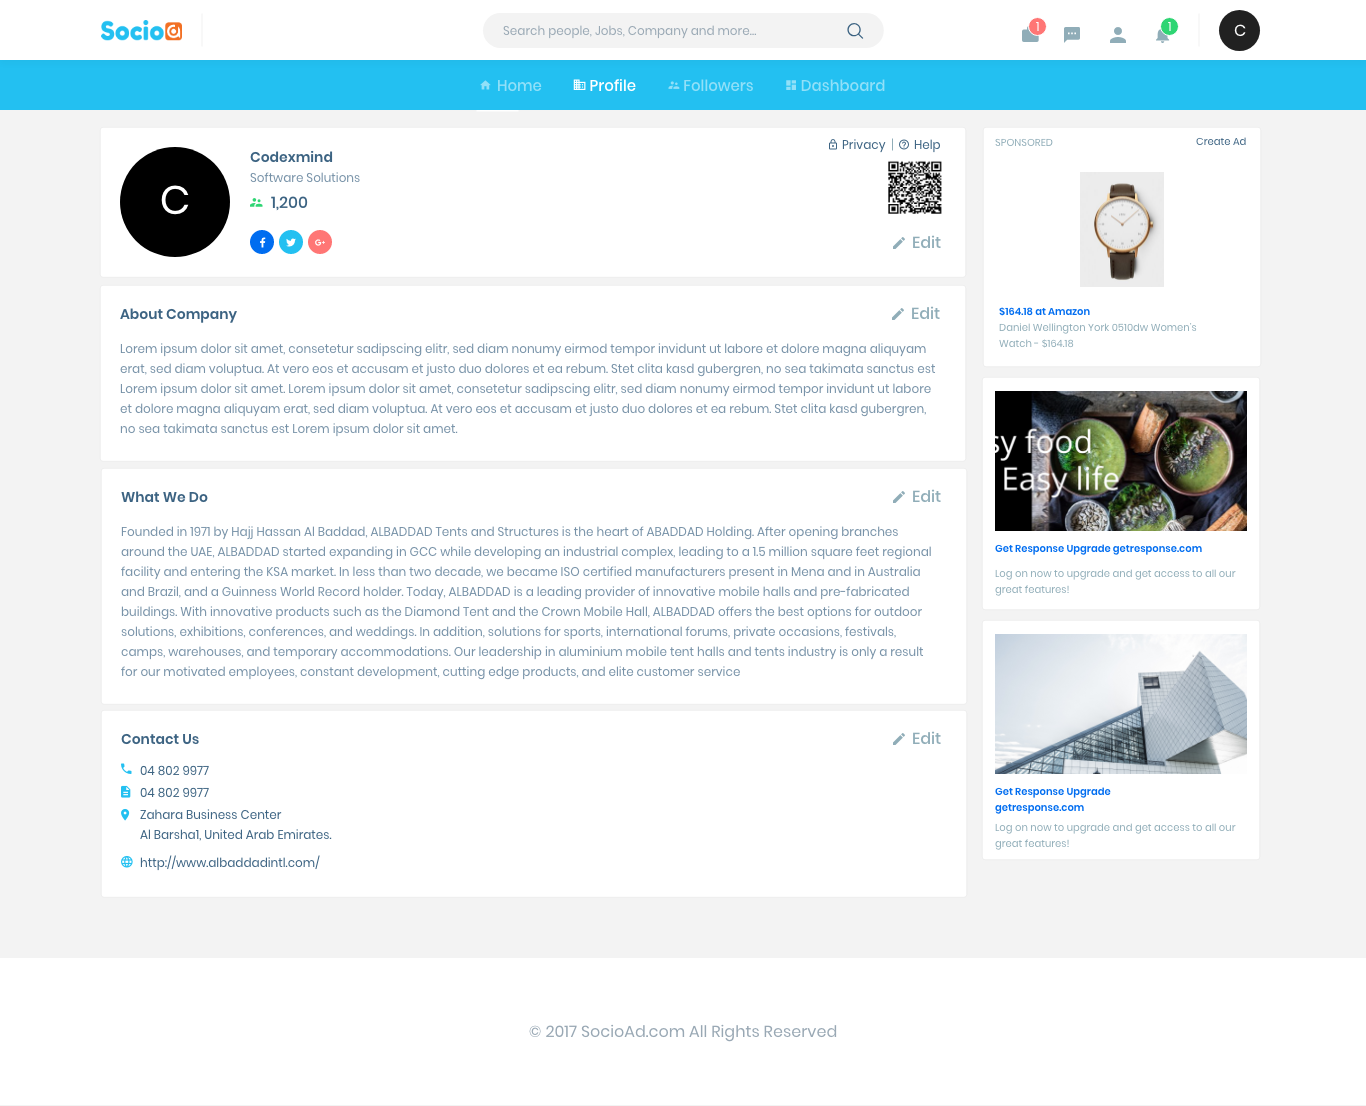 Socioa
Search people, Jobs, Company and more...
1
1
C
Home
Profile
Followers
Dashboard
C
Codexmind
Software Solutions
1,200
f
G+
Privacy | Help
Edit
About Company
Edit
Lorem ipsum dolor sit amet, consetetur sadipscing elitr, sed diam nonumy eirmod tempor invidunt ut labore et dolore magna aliquyam
erat, sed diam voluptua. At vero eos et accusam et justo duo dolores et ea rebum. Stet clita kasd gubergren, no sea takimata sanctus est
Lorem ipsum dolor sit amet. Lorem ipsum dolor sit amet, consetetur sadipscing elitr, sed diam nonumy eirmod tempor invidunt ut labore
et dolore magna aliquyam erat, sed diam voluptua. At vero eos et accusam et justo duo dolores et ea rebum. Stet clita kasd gubergren,
no sea takimata sanctus est Lorem ipsum dolor sit amet.
What We Do
Edit
Founded in 1971 by Hajj Hassan Al Baddad, ALBADDAD Tents and Structures is the heart of ABADDAD Holding. After opening branches
around the UAE, ALBADDAD started expanding in GCC while developing an industrial complex, leading to a 1.5 million square feet regional
facility and entering the KSA market. In less than two decade, we became ISO certified manufacturers present in Mena and in Australia
and Brazil, and a Guinness World Record holder. Today, ALBADDAD is a leading provider of innovative mobile halls and pre-fabricated
buildings. With innovative products such as the Diamond Tent and the Crown Mobile Hall, ALBADDAD offers the best options for outdoor
solutions, exhibitions, conferences, and weddings. In addition, solutions for sports, international forums, private occasions, festivals,
camps, warehouses, and temporary accommodations. Our leadership in aluminium mobile tent halls and tents industry is only a result
for our motivated employees, constant development, cutting edge products, and elite customer service
Contact Us
Edit
04 802 9977
04 802 9977
Zahara Business Center
Al Barsha1, United Arab Emirates.
http://www.albaddadintl.com/
SPONSORED
Create Ad
$164.18 at Amazon
Daniel Wellington York 0510dw Women's
Watch - $164.18
sy food
Easy life
Get Response Upgrade getresponse.com
Log on now to upgrade and get access to all our
great features!
Get Response Upgrade
getresponse.com
Log on now to upgrade and get access to all our
great features!
© 2017 SocioAd.com All Rights Reserved